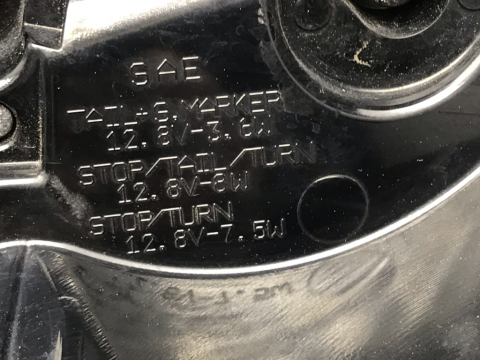 SAE
TAIL+S.MARKER
12.8V-3.6W
STOP/TAIL/TURN
12.8V-8W
STOP/TURN
12.8V-7.5W